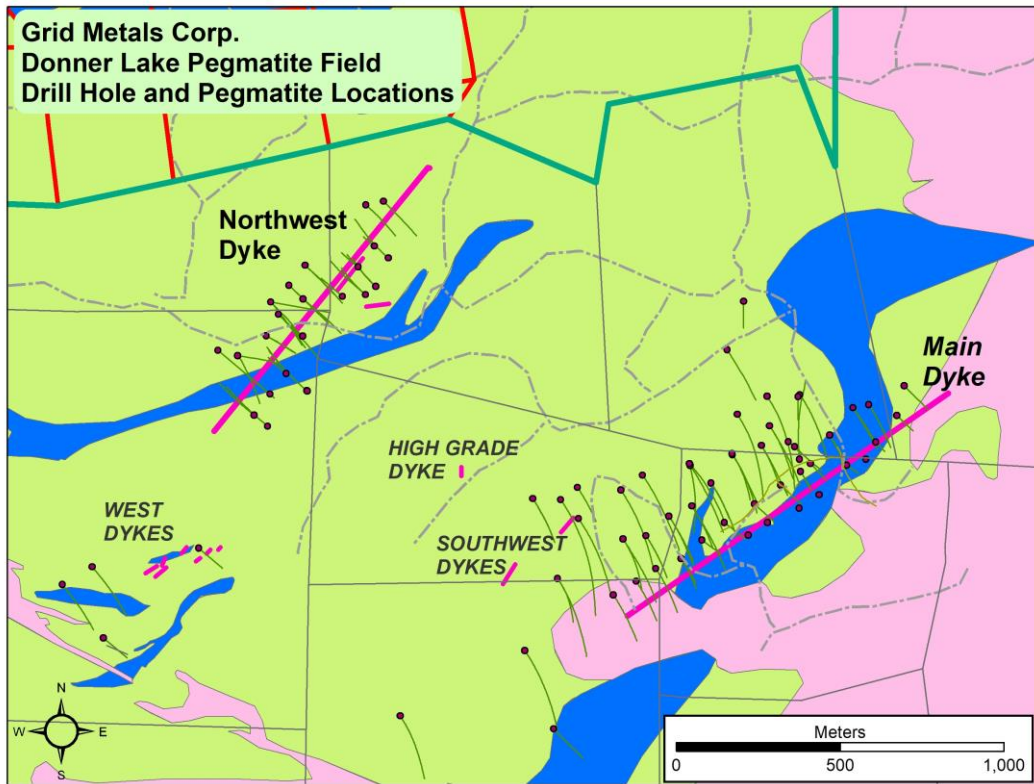 Grid Metals Corp.
Donner Lake Pegmatite Field
Drill Hole and Pegmatite Locations
Northwest
Dyke
Main
Dyke
HIGH GRADE
DYKE
WEST
DYKES
SOUTHWEST
DYKES
N
W
E
S
Meters
0
500
1,000